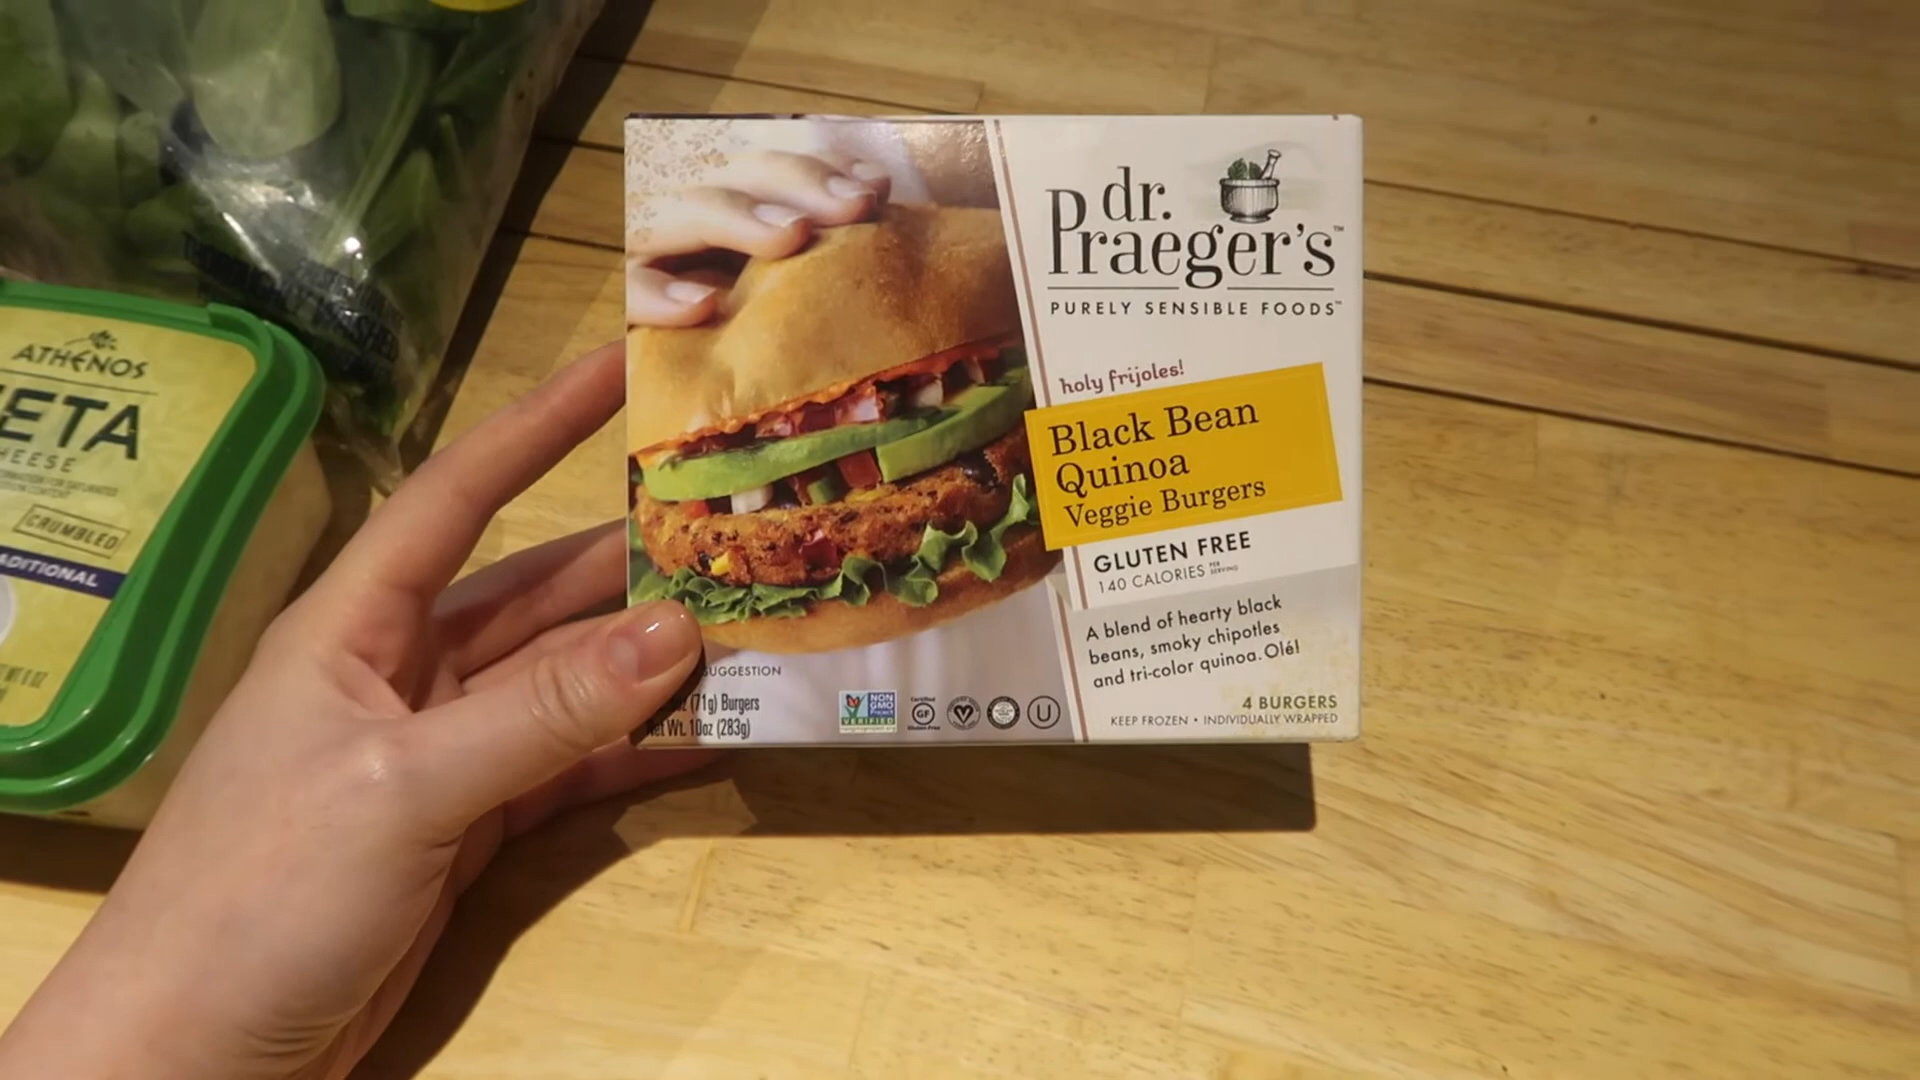 ATHENOS
ETA
HEESE
CRUMBLED
ADITIONAL
dr.
Praeger's™
PURELY SENSIBLE FOODS™
holy frijoles!
Black Bean
Quinoa
Veggie Burgers
GLUTEN FREE
140 CALORIES PER SERVING
A blend of hearty black
beans, smoky chipotles
and tri-color quinoa. Olé!
4 BURGERS
KEEP FROZEN • INDIVIDUALLY WRAPPED
SUGGESTION
(71g) Burgers
Net Wt. 10oz (283g)
NON
GMO
Project
VERIFIED
Certified
GF
Gluten-Free
U